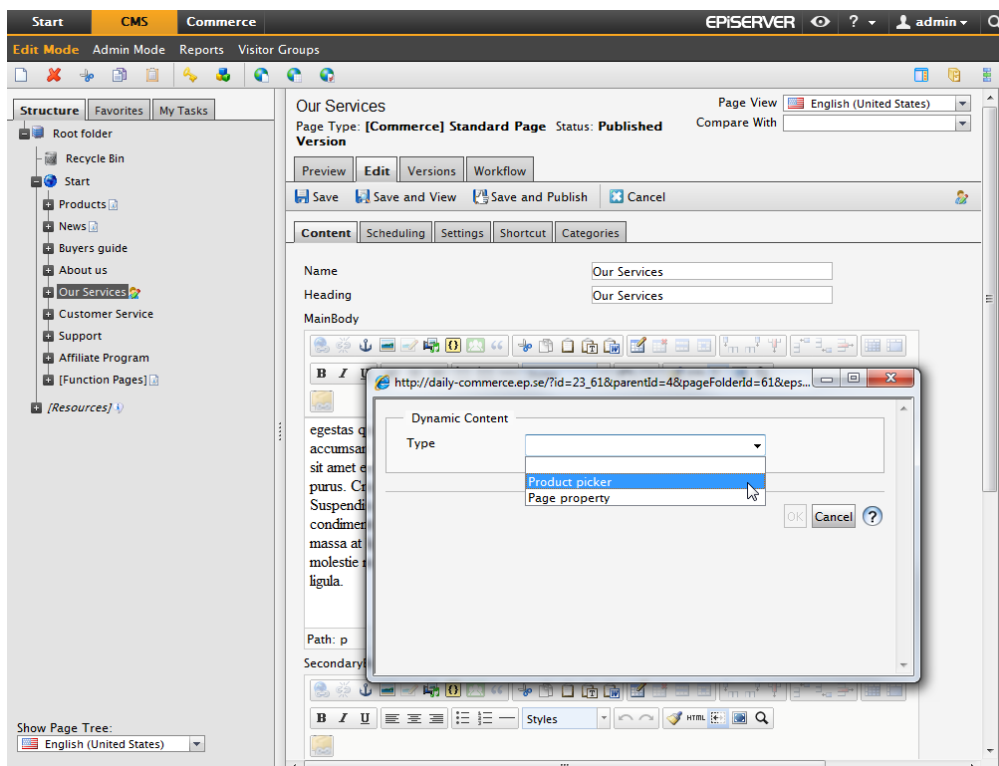 Start CMS Commerce EPiSERVER ? admin
Edit Mode Admin Mode Reports Visitor Groups
Structure Favorites My Tasks
Root folder
Recycle Bin
Start
Products
News
Buyers guide
About us
Our Services
Customer Service
Support
Affiliate Program
[Function Pages]
[Resources]
Show Page Tree:
English (United States)
Our Services
Page View English (United States)
Page Type: [Commerce] Standard Page Status: Published
Version
Compare With
Preview Edit Versions Workflow
Save Save and View Save and Publish Cancel
Content Scheduling Settings Shortcut Categories
Name Our Services
Heading Our Services
MainBody
B I U
http://daily-commerce.ep.se/?id=23_61&parentId=4&pageFolderId=61&eps...
Dynamic Content
Type
Product picker
Page property
OK Cancel ?
egestas
accumsan
sit amet
purus.
condimen
massa at
molestie
ligula.
Path: p
B I U Styles HTML